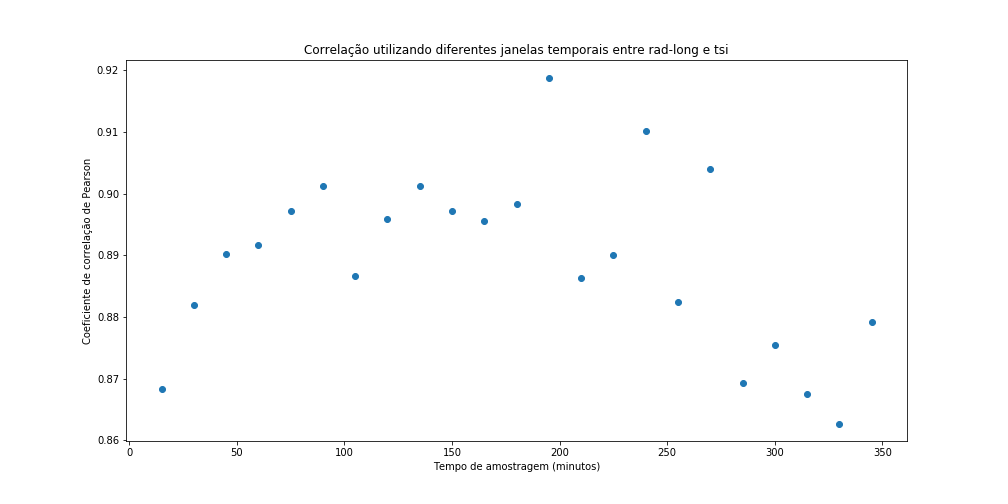 Correlação utilizando diferentes janelas temporais entre rad-long e tsi
Coeficiente de correlação de Pearson
0.92
0.91
0.90
0.89
0.88
0.87
0.86
0 50 100 150 200 250 300 350
Tempo de amostragem (minutos)